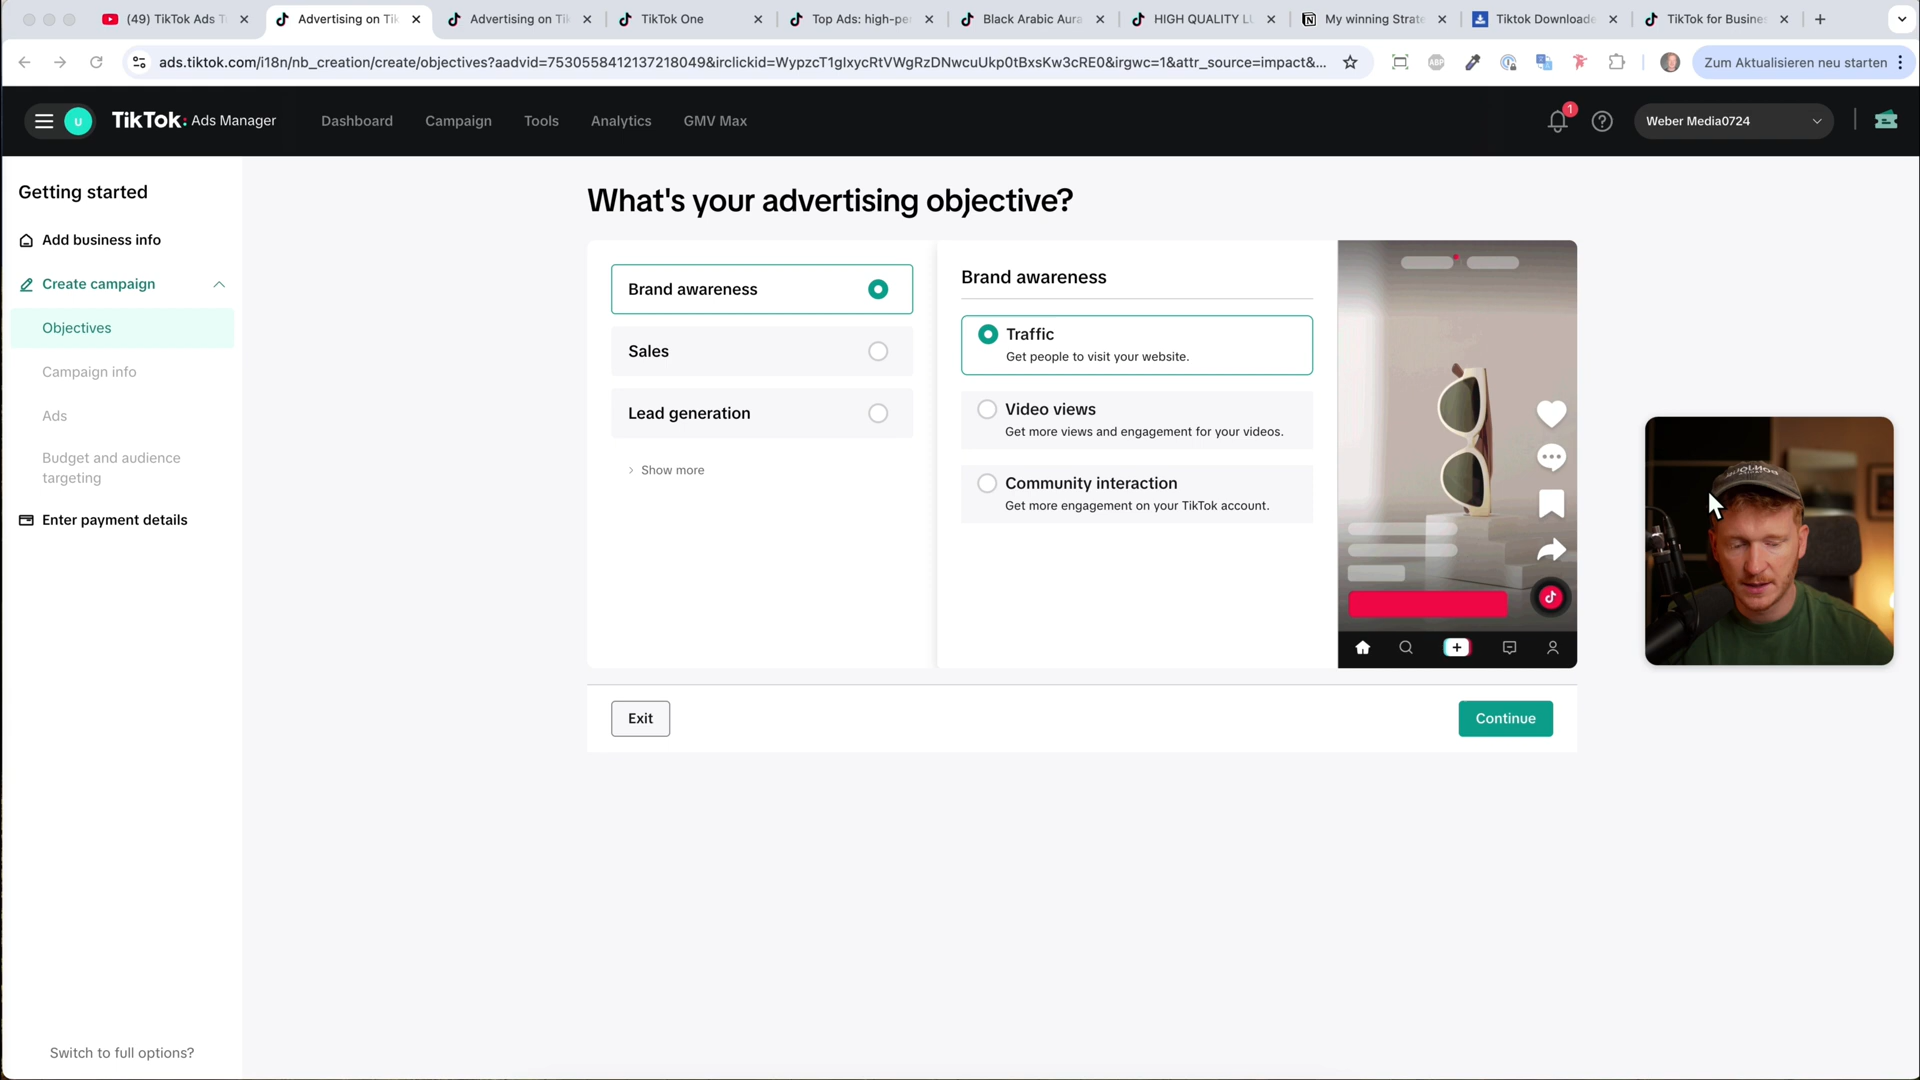 (49) TikTok Ads T
Advertising on Tik
Advertising on Tik
TikTok One
Top Ads: high-pe
Black Arabic Aura
HIGH QUALITY LU
My winning Strate
Tiktok Downloade
TikTok for Busine
ads.tiktok.com/i18n/nb_creation/create/objectives?aadvid=7530558412137218049&irclickid=WypzcT1gIxycRtVWgRzDNwcuUkp0tBxsKw3cRE0&irgwc=1&attr_source=impact&...
ABP
Zum Aktualisieren neu starten
U
TikTok: Ads Manager
Dashboard
Campaign
Tools
Analytics
GMV Max
1
Weber Media0724
Getting started
Add business info
Create campaign
Objectives
Campaign info
Ads
Budget and audience
targeting
Enter payment details
Switch to full options?
What's your advertising objective?
Brand awareness
Sales
Lead generation
Show more
Brand awareness
Traffic
Get people to visit your website.
Video views
Get more views and engagement for your videos.
Community interaction
Get more engagement on your TikTok account.
Exit
Continue